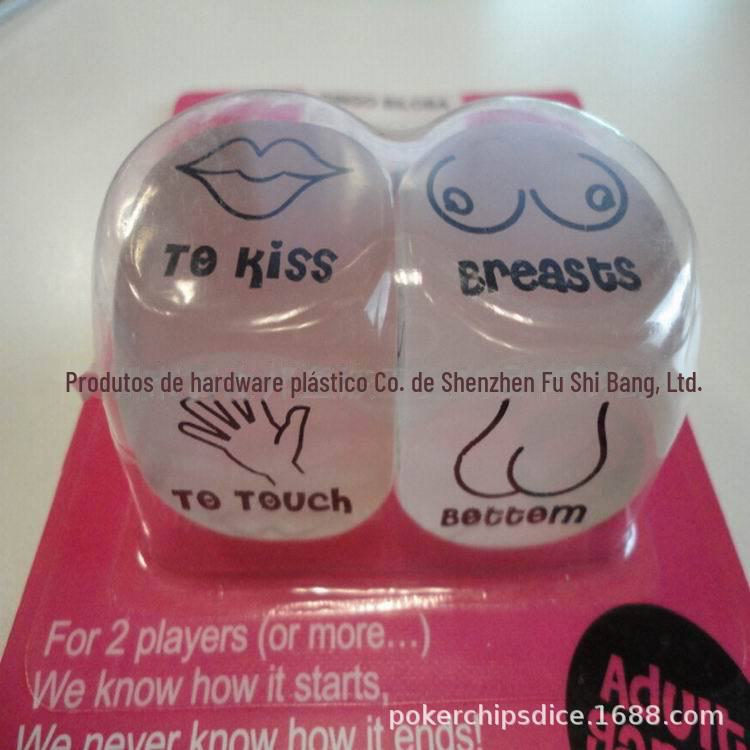 TO KISS
Breasts
Produtos de hardware plástico Co. de Shenzhen Fu Shi Bang, Ltd.
TO TOUCH
BOTTOM
For 2 players (or more...)
We know how it starts,
We never know how it ends!
Adult
pokerchipsdice.1688.com